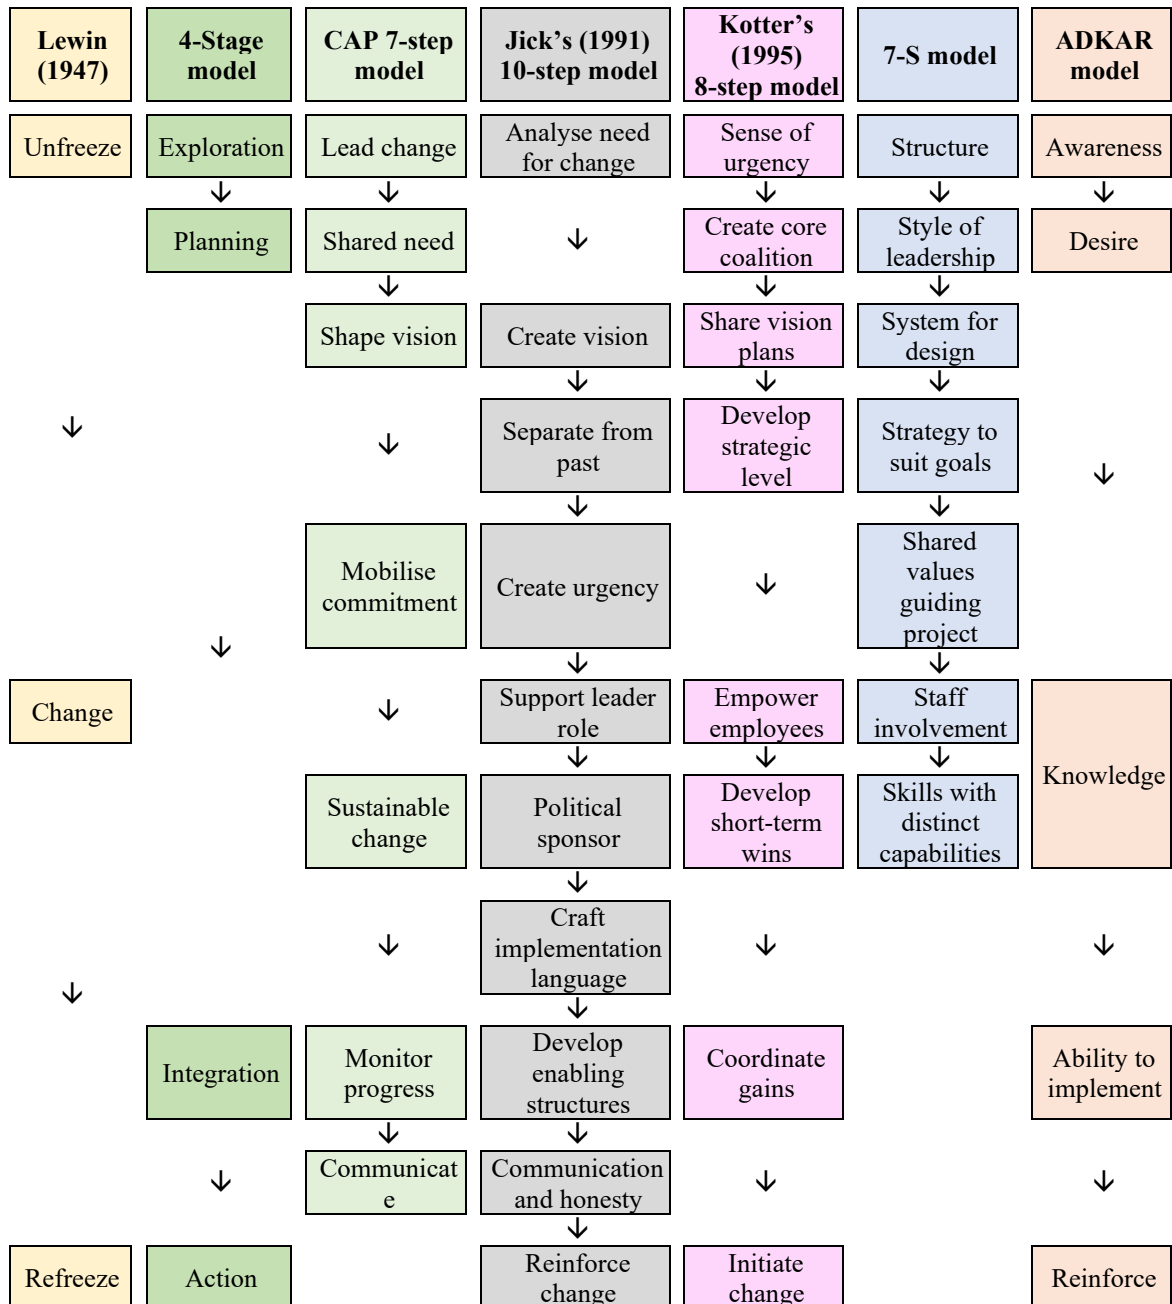 Lewin
(1947)
4-Stage
model
CAP 7-step
model
Jick's (1991)
10-step model
Kotter's
(1995)
8-step model
7-S model
ADKAR
model
Unfreeze
Exploration
Lead change
Analyse need
for change
Sense of
urgency
Structure
Awareness
Planning
Shared need
Create core
coalition
Style of
leadership
Desire
Shape vision
Create vision
Share vision
plans
System for
design
Separate from
past
Develop
strategic
level
Strategy to
suit goals
Mobilise
commitment
Create urgency
Shared
values
guiding
project
Change
Support leader
role
Empower
employees
Staff
involvement
Knowledge
Sustainable
change
Political
sponsor
Develop
short-term
wins
Skills with
distinct
capabilities
Craft
implementation
language
Integration
Monitor
progress
Develop
enabling
structures
Coordinate
gains
Ability to
implement
Communicat
e
Communication
and honesty
Refreeze
Action
Reinforce
change
Initiate
change
Reinforce